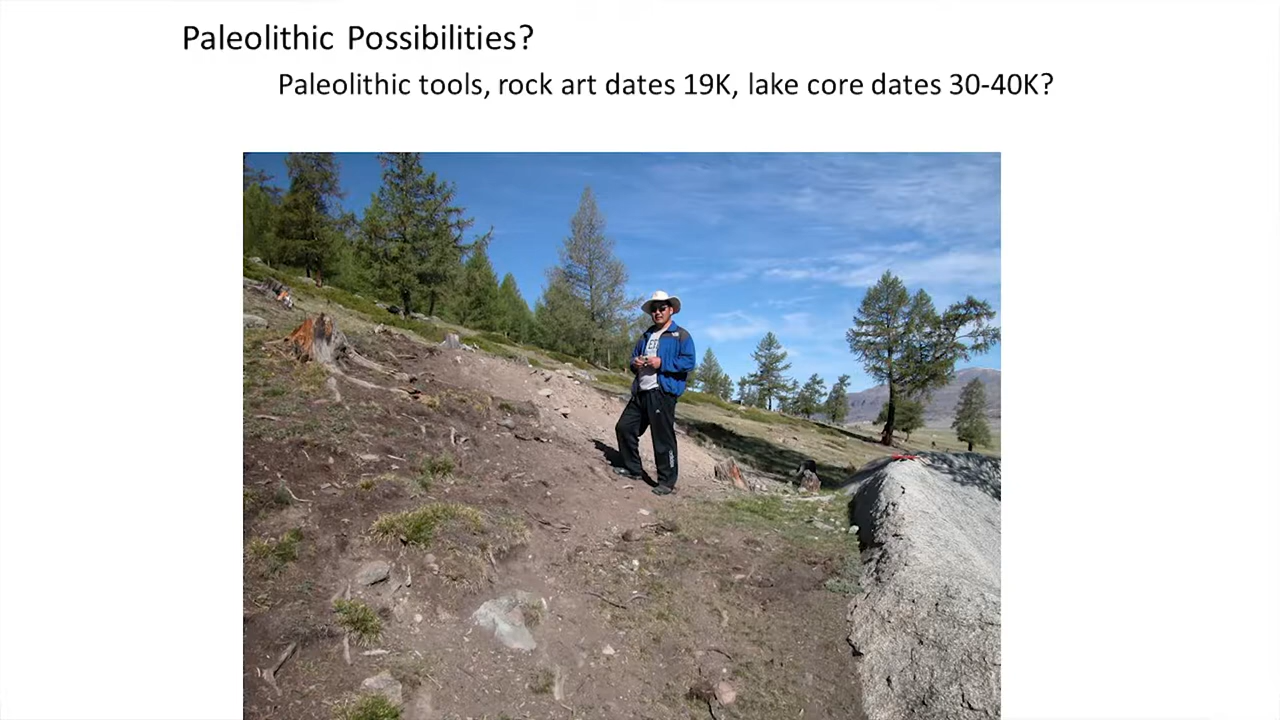 Paleolithic Possibilities?
Paleolithic tools, rock art dates 19K, lake core dates 30-40K?